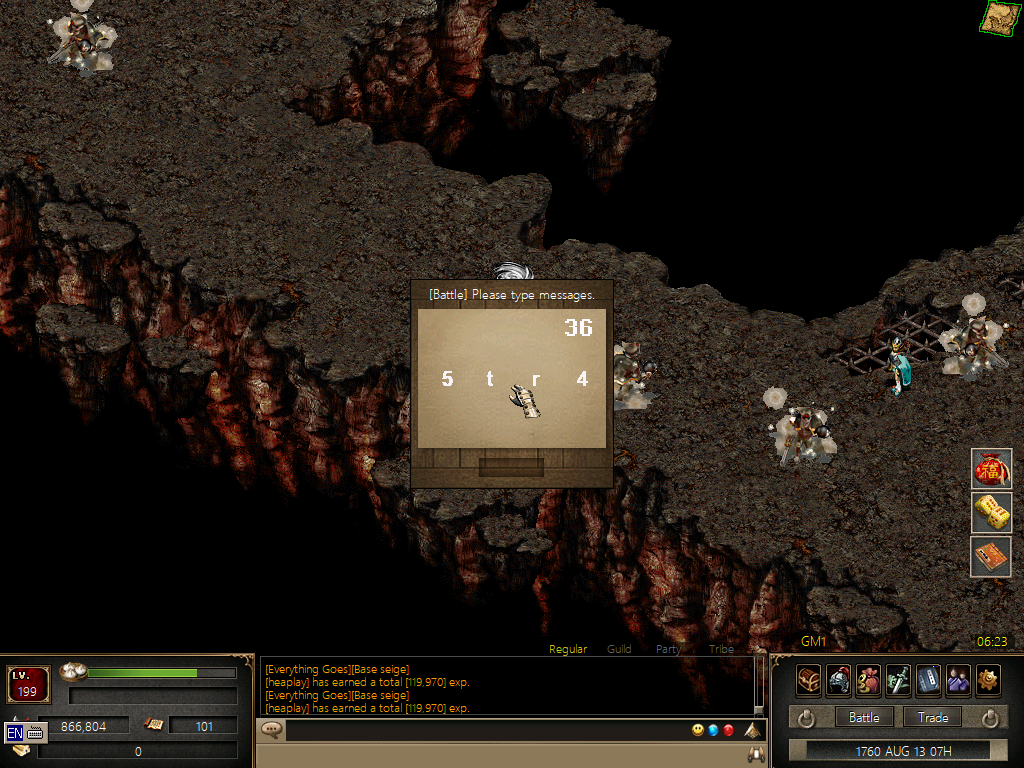 [Battle] Please type messages.
36
5 t r 4
福
Regular Guild Party Tribe
GM1
06:23
LV.
199
[Everything Goes][Base seige]
[heaplay] has earned a total [119,970] exp.
[Everything Goes][Base seige]
[heaplay] has earned a total [119,970] exp.
866,804
101
EN
0
Battle
Trade
1760 AUG 13 07H